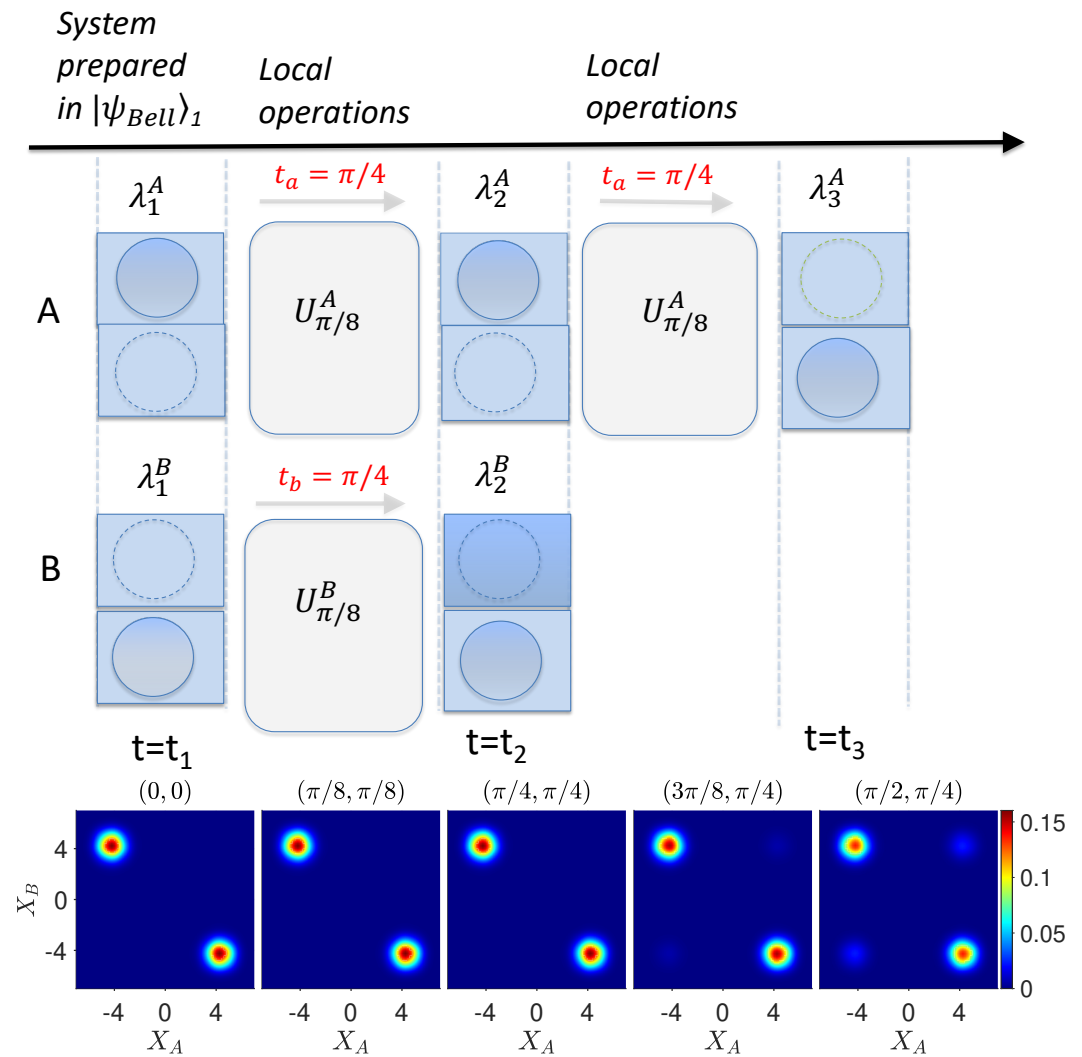 System
prepared
in |ψ_Bell⟩_1
Local
operations
Local
operations
t_a = π/4
t_a = π/4
λ_1^A
λ_2^A
λ_3^A
A
U_{π/8}^A
U_{π/8}^A
λ_1^B
t_b = π/4
λ_2^B
B
U_{π/8}^B
t=t_1
t=t_2
t=t_3
(0, 0)
(π/8, π/8)
(π/4, π/4)
(3π/8, π/4)
(π/2, π/4)
X_B
4
0
-4
0.15
0.1
0.05
0
-4 0 4
-4 0 4
-4 0 4
-4 0 4
-4 0 4
X_A
X_A
X_A
X_A
X_A